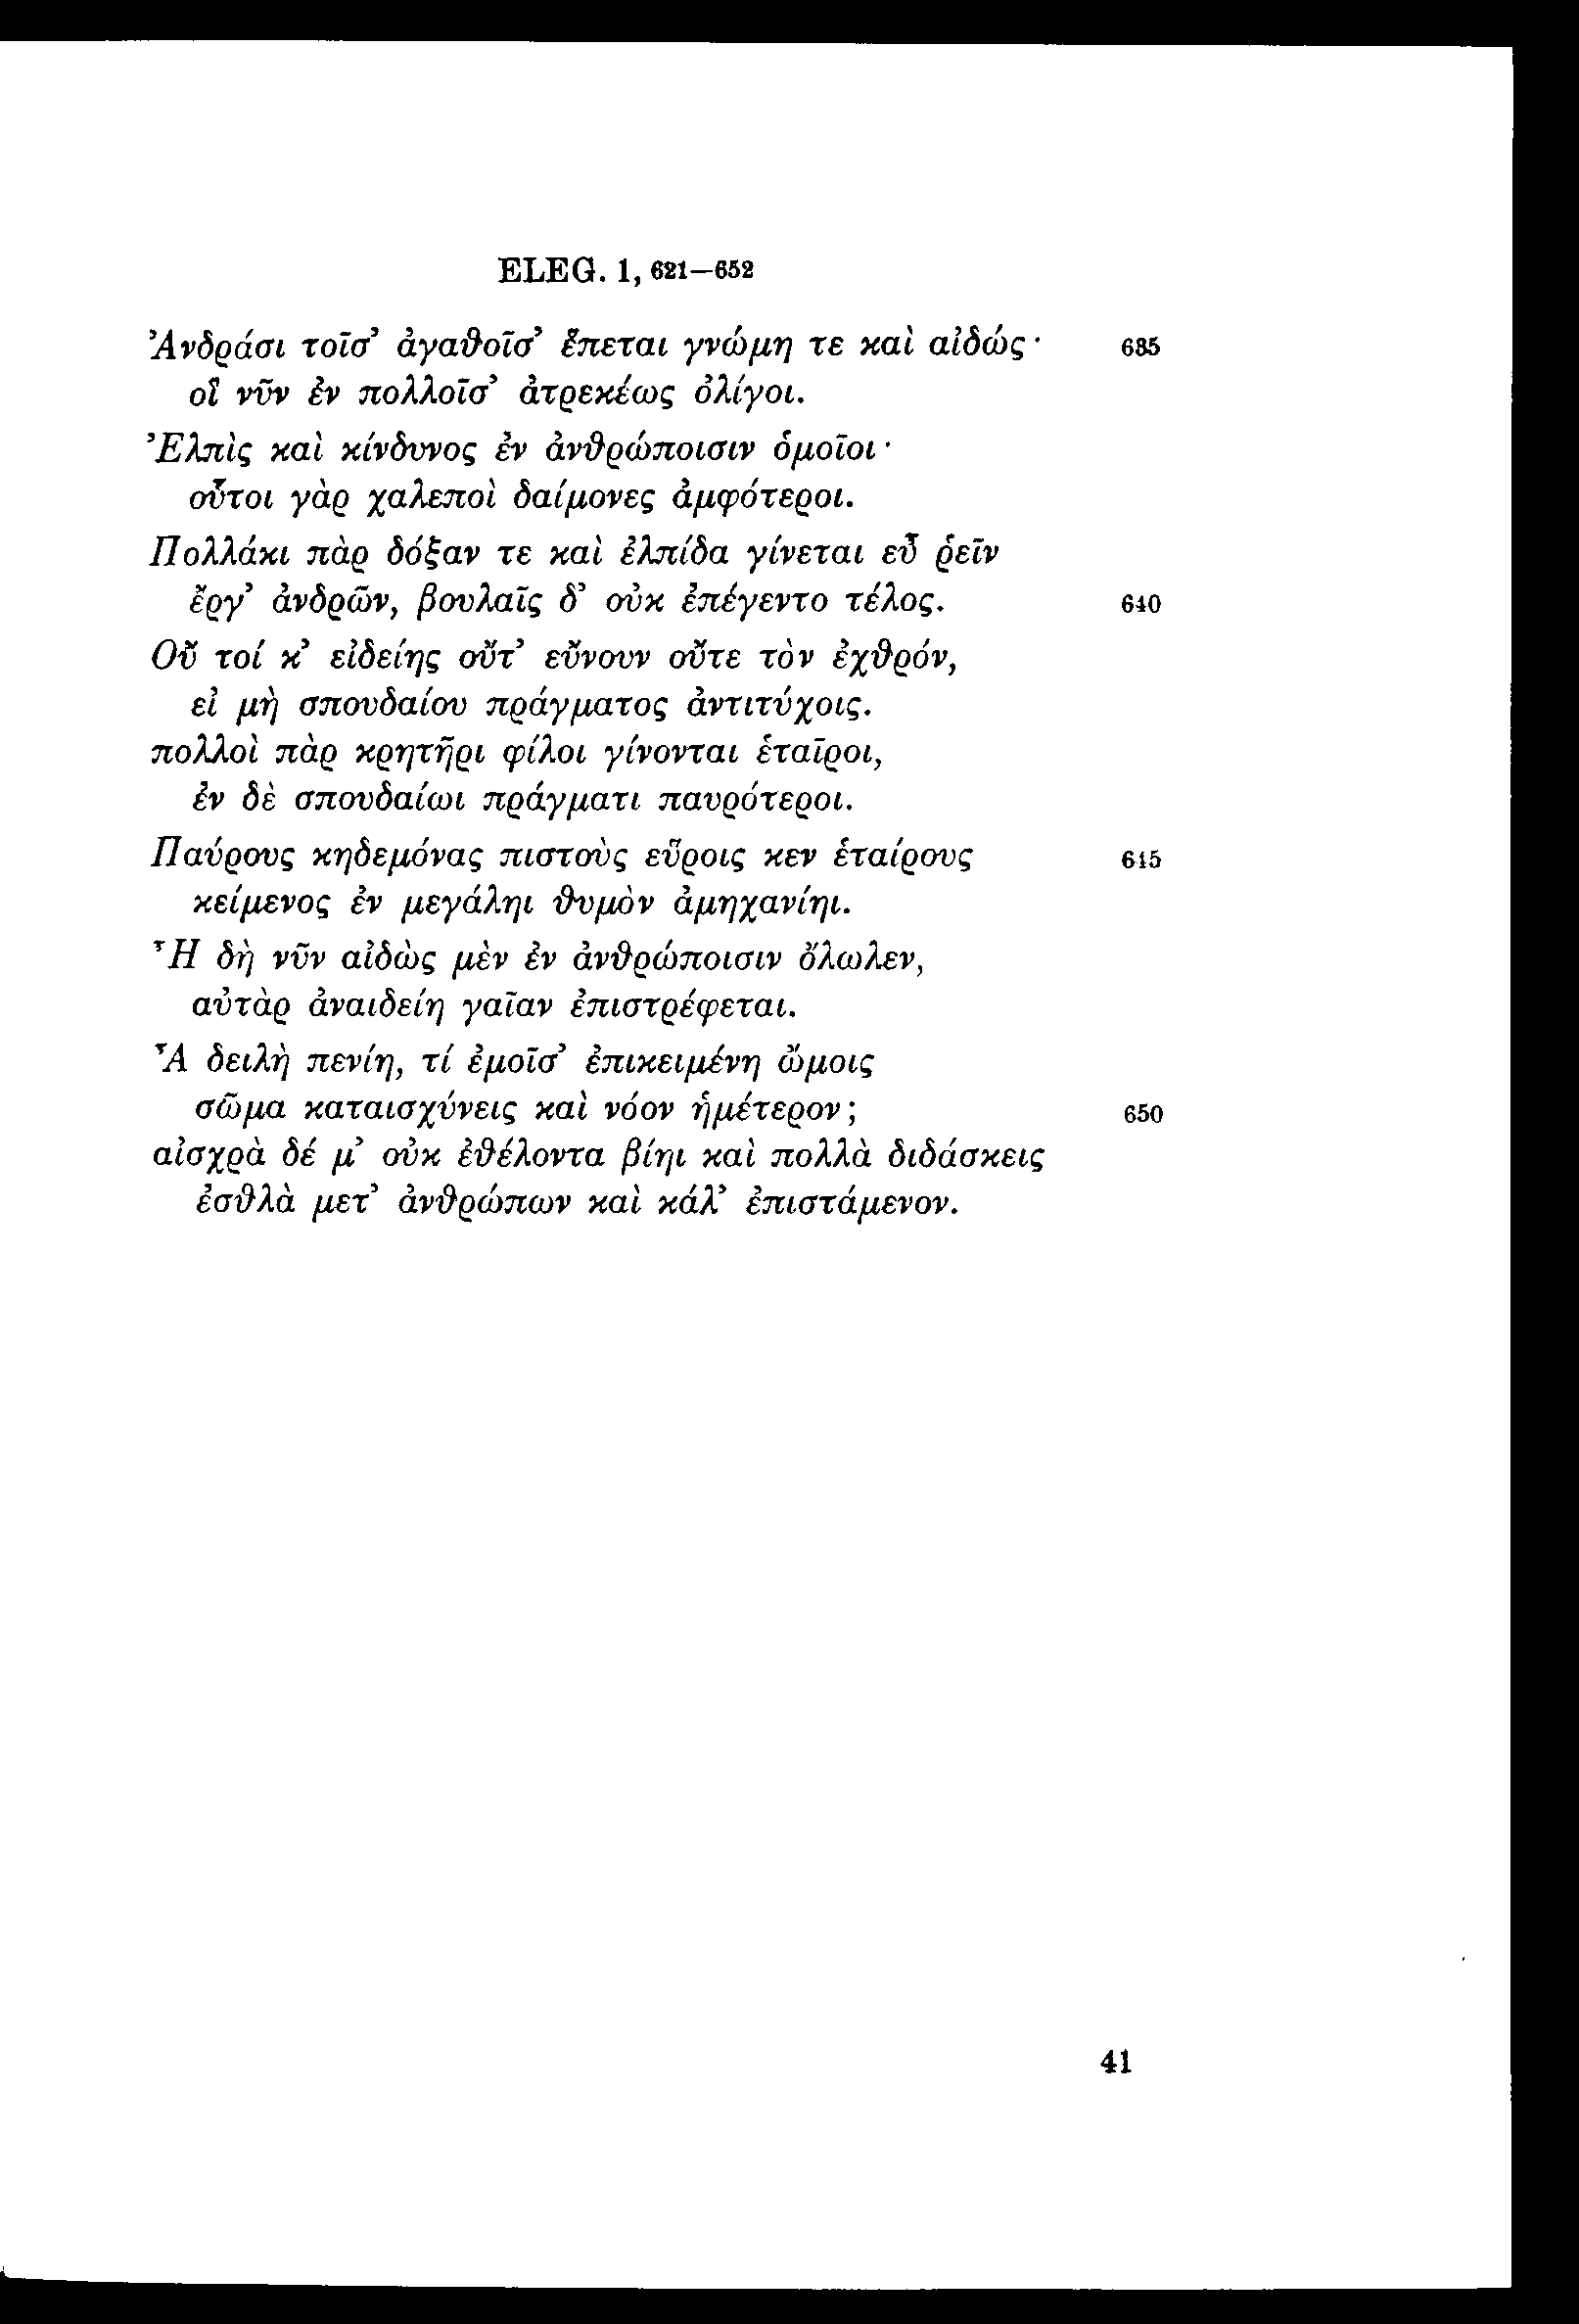 ELEG. 1, 621—652
Ἀνδράσι τοῖσ’ ἀγαθοῖσ’ ἕπεται γνώμη τε καὶ αἰδώς· 635
οἳ νῦν ἐν πολλοῖσ’ ἀτρεκέως ὀλίγοι.
Ἐλπὶς καὶ κίνδυνος ἐν ἀνθρώποισιν ὁμοῖοι·
οὗτοι γὰρ χαλεποὶ δαίμονες ἀμφότεροι.
Πολλάκι πὰρ δόξαν τε καὶ ἐλπίδα γίνεται εὖ ῥεῖν
ἔργ’ ἀνδρῶν, βουλαῖς δ’ οὐκ ἐπέγεντο τέλος. 640
Οὔ τοί κ’ εἰδείης οὔτ’ εὔνουν οὔτε τὸν ἐχθρόν,
εἰ μὴ σπουδαίου πράγματος ἀντιτύχοις.
πολλοὶ πὰρ κρητῆρι φίλοι γίνονται ἑταῖροι,
ἐν δὲ σπουδαίωι πράγματι παυρότεροι.
Παύρους κηδεμόνας πιστοὺς εὕροις κεν ἑταίρους 645
κείμενος ἐν μεγάληι θυμὸν ἀμηχανίηι.
Ἦ δὴ νῦν αἰδὼς μὲν ἐν ἀνθρώποισιν ὄλωλεν,
αὐτὰρ ἀναιδείη γαῖαν ἐπιστρέφεται.
Ἆ δειλὴ πενίη, τί ἐμοῖσ’ ἐπικειμένη ὤμοις
σῶμα καταισχύνεις καὶ νόον ἡμέτερον; 650
αἰσχρὰ δέ μ’ οὐκ ἐθέλοντα βίηι καὶ πολλὰ διδάσκεις
ἐσθλὰ μετ’ ἀνθρώπων καὶ κάλ’ ἐπιστάμενον.
41